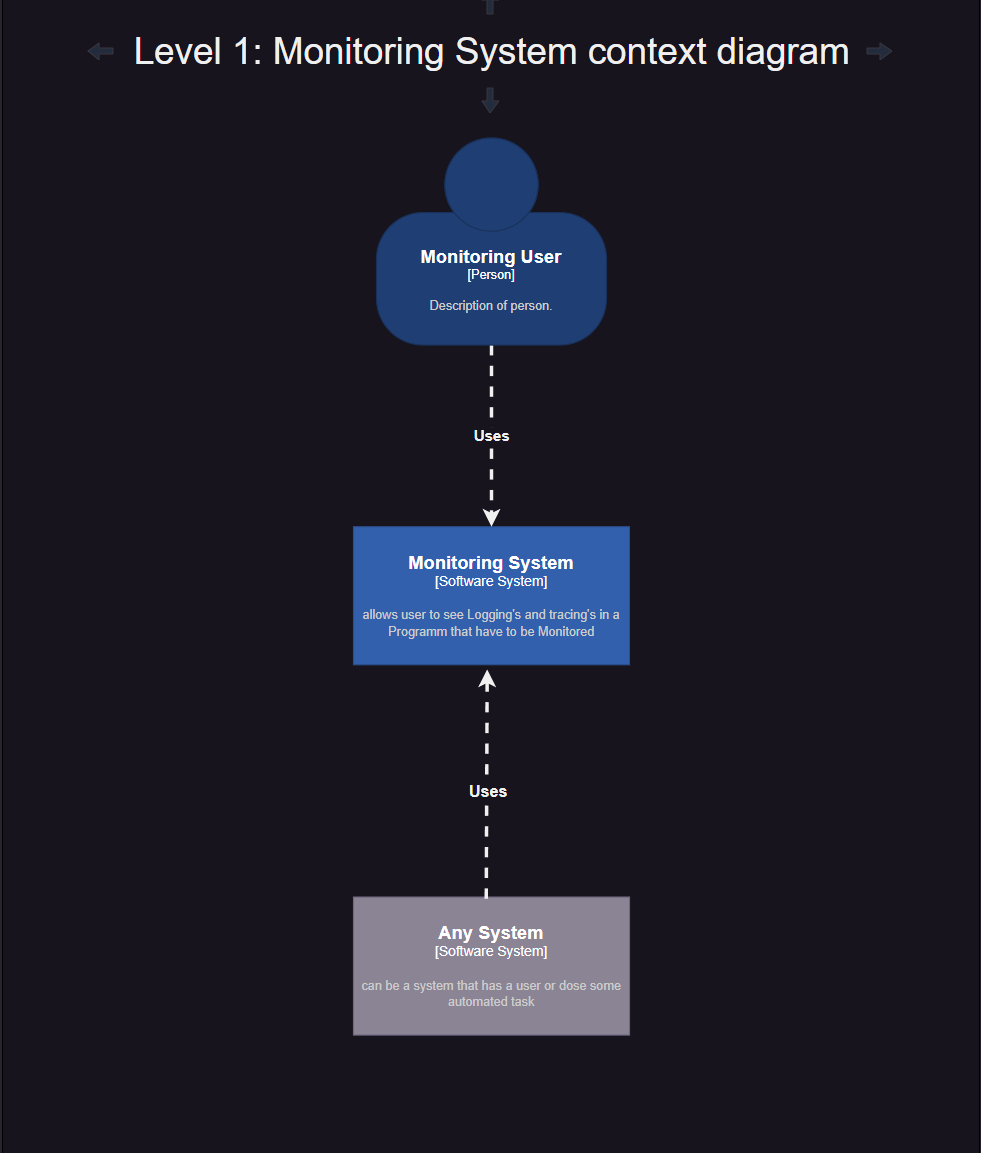 Level 1: Monitoring System context diagram
Monitoring User
[Person]
Description of person.
Uses
Monitoring System
[Software System]
allows user to see Logging's and tracing's in a
Programm that have to be Monitored
Uses
Any System
[Software System]
can be a system that has a user or dose some
automated task